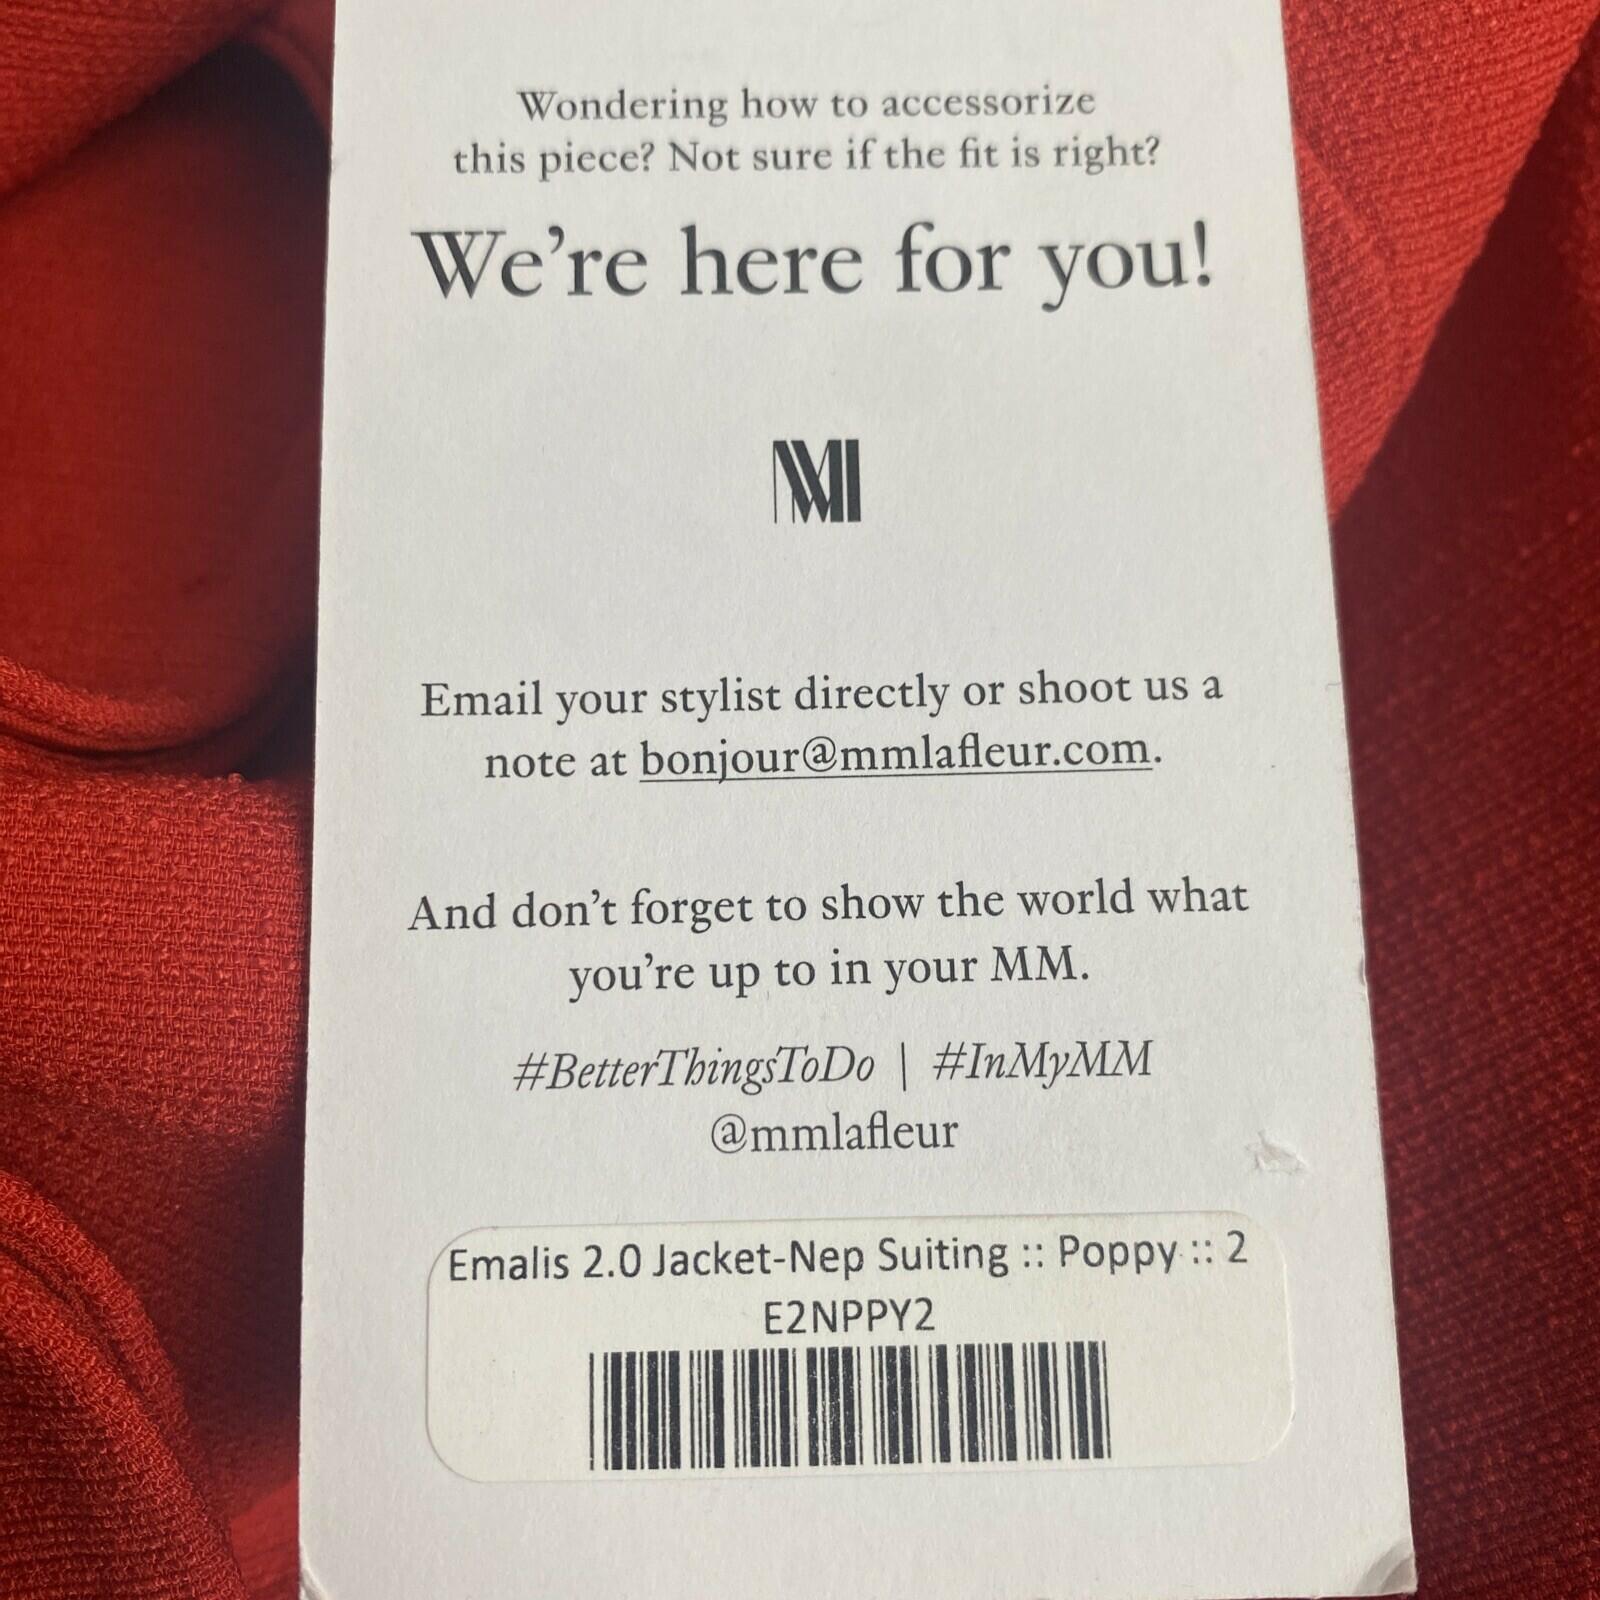 Wondering how to accessorize
this piece? Not sure if the fit is right?
We're here for you!
MM
Email your stylist directly or shoot us a
note at bonjour@mmlafleur.com.
And don't forget to show the world what
you're up to in your MM.
#BetterThingsToDo | #InMyMM
@mmlafleur
Emalis 2.0 Jacket-Nep Suiting :: Poppy :: 2
E2NPPY2